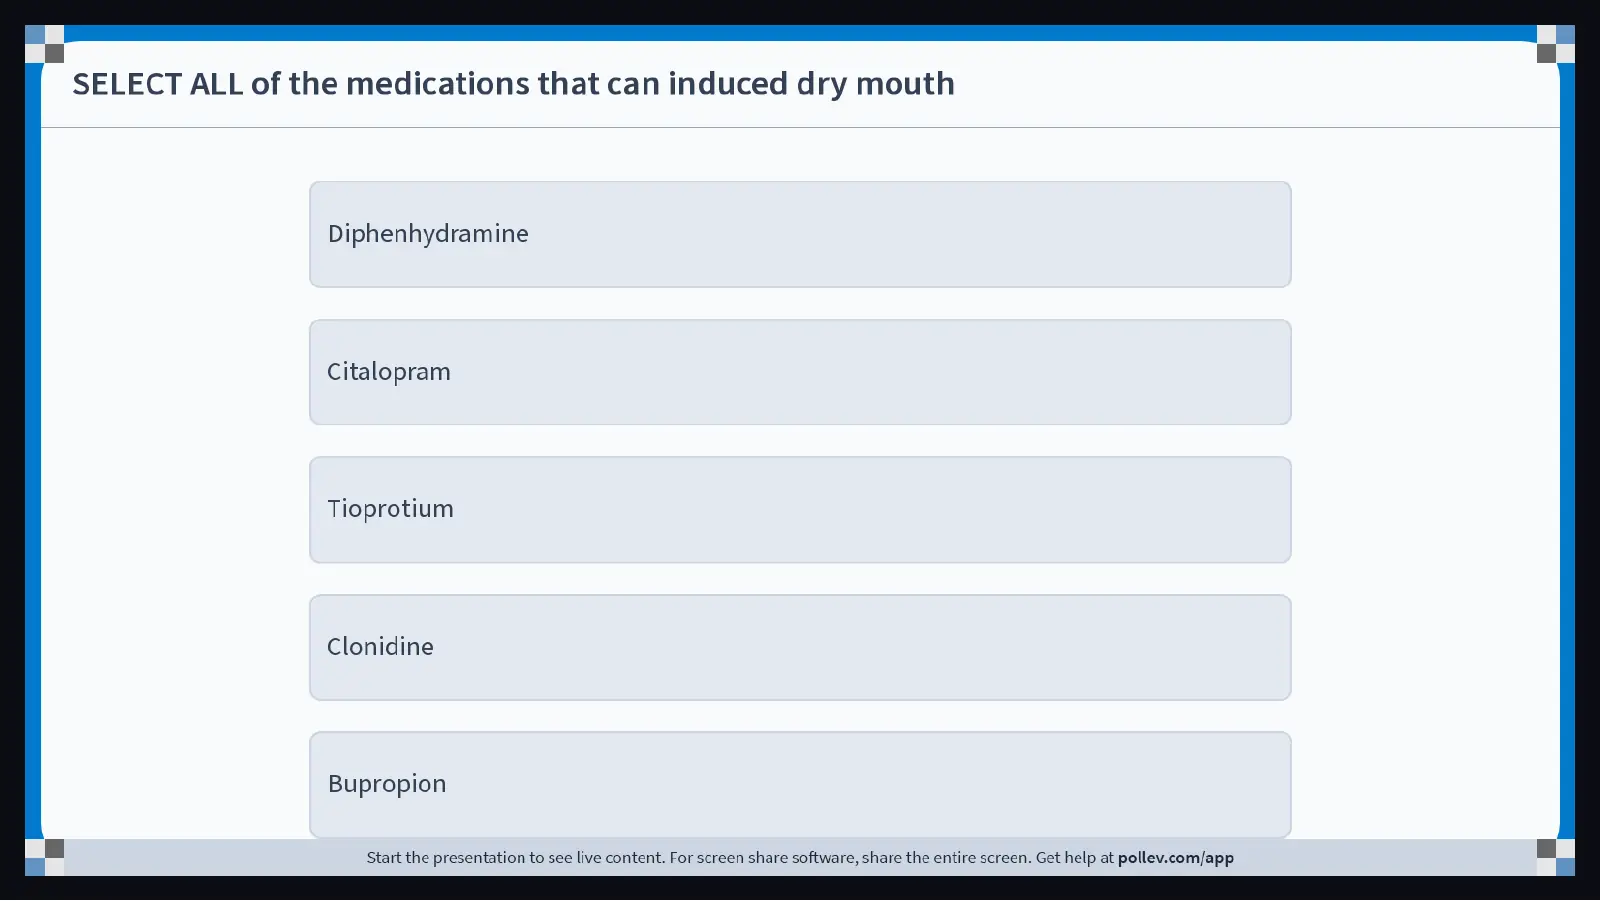 SELECT ALL of the medications that can induced dry mouth
Diphenhydramine
Citalopram
Tioprotium
Clonidine
Bupropion
Start the presentation to see live content. For screen share software, share the entire screen. Get help at pollev.com/app